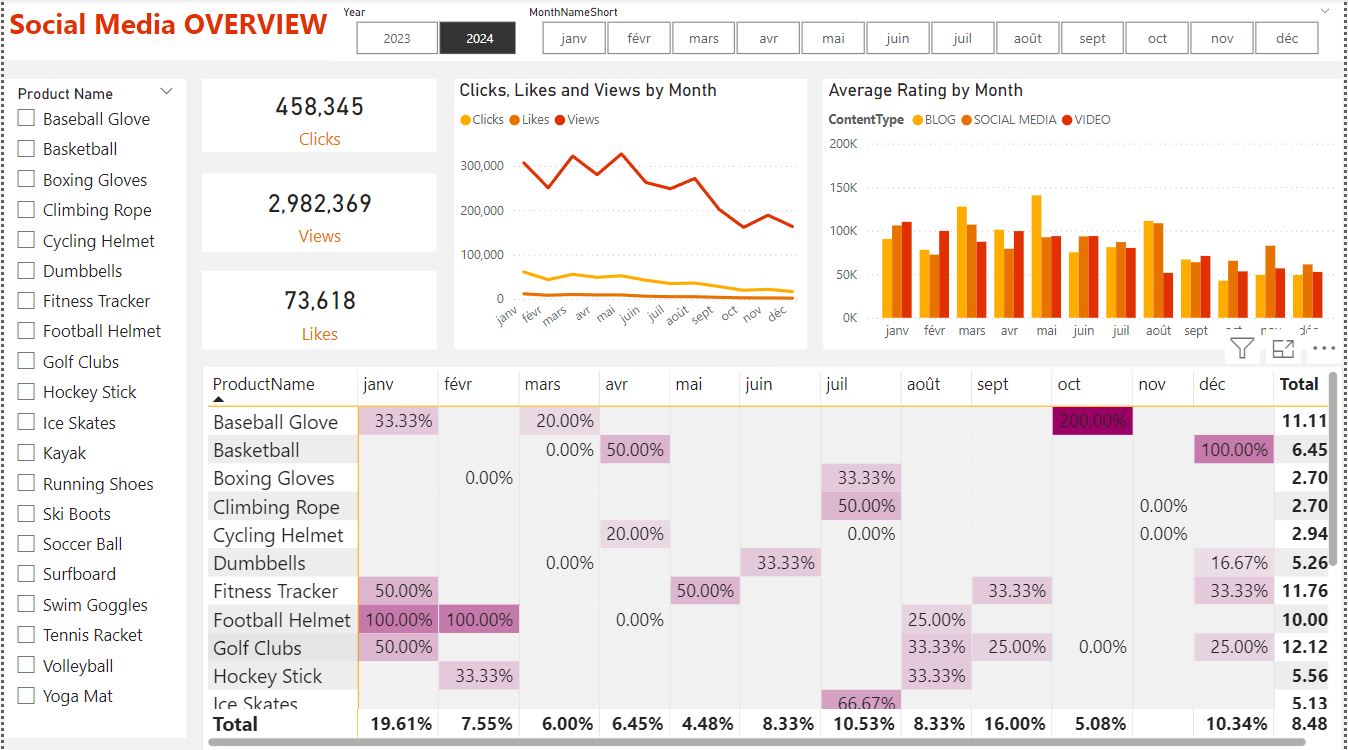 Social Media OVERVIEW
Year
2023 2024
MonthNameShort
janv févr mars avr mai juin juil août sept oct nov déc
Product Name
Baseball Glove
Basketball
Boxing Gloves
Climbing Rope
Cycling Helmet
Dumbbells
Fitness Tracker
Football Helmet
Golf Clubs
Hockey Stick
Ice Skates
Kayak
Running Shoes
Ski Boots
Soccer Ball
Surfboard
Swim Goggles
Tennis Racket
Volleyball
Yoga Mat
458,345
Clicks
2,982,369
Views
73,618
Likes
Clicks, Likes and Views by Month
Clicks Likes Views
300,000
200,000
100,000
0
janv févr mars avr mai juin juil août sept oct nov déc
Average Rating by Month
ContentType BLOG SOCIAL MEDIA VIDEO
200K
150K
100K
50K
0K
janv févr mars avr mai juin juil août sept oct nov déc
ProductName janv févr mars avr mai juin juil août sept oct nov déc Total
Baseball Glove 33.33% 20.00% 200.00% 11.11
Basketball 0.00% 50.00% 100.00% 6.45
Boxing Gloves 0.00% 33.33% 2.70
Climbing Rope 50.00% 0.00% 2.70
Cycling Helmet 20.00% 0.00% 0.00% 2.94
Dumbbells 0.00% 33.33% 16.67% 5.26
Fitness Tracker 50.00% 50.00% 33.33% 33.33% 11.76
Football Helmet 100.00% 100.00% 0.00% 25.00% 10.00
Golf Clubs 50.00% 33.33% 25.00% 0.00% 25.00% 12.12
Hockey Stick 33.33% 33.33% 5.56
Ice Skates 66.67% 5.13
Total 19.61% 7.55% 6.00% 6.45% 4.48% 8.33% 10.53% 8.33% 16.00% 5.08% 10.34% 8.48